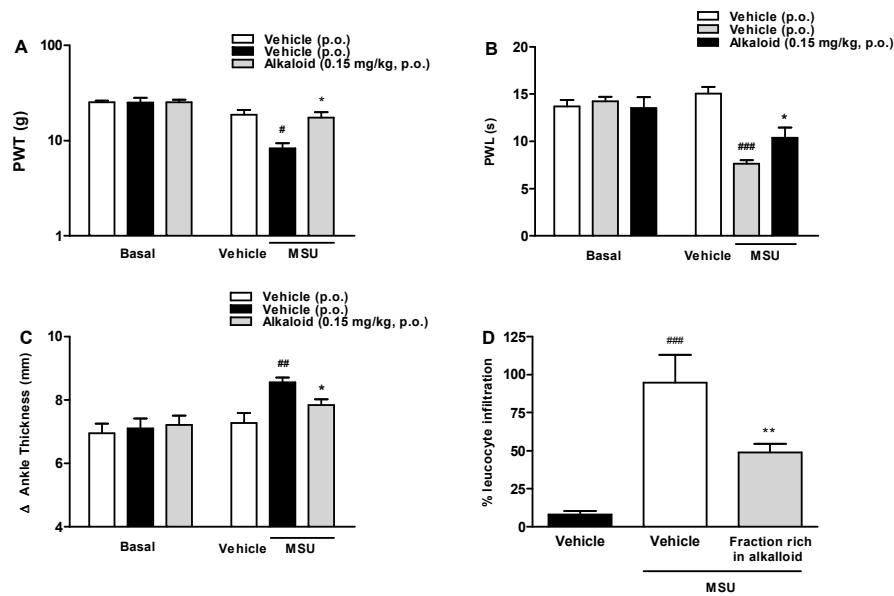 A
Vehicle (p.o.)
Vehicle (p.o.)
Alkaloid (0.15 mg/kg, p.o.)
100
10
1
PWT (g)
#
*
Basal
Vehicle
MSU
B
Vehicle (p.o.)
Vehicle (p.o.)
Alkaloid (0.15 mg/kg, p.o.)
20
15
10
5
0
PWL (s)
###
*
Basal
Vehicle
MSU
C
Vehicle (p.o.)
Vehicle (p.o.)
Alkaloid (0.15 mg/kg, p.o.)
10
8
6
4
Δ Ankle Thickness (mm)
##
*
Basal
Vehicle
MSU
D
125
100
75
50
25
0
% leucocyte infiltration
###
**
Vehicle
Vehicle
Fraction rich
in alkalloid
MSU